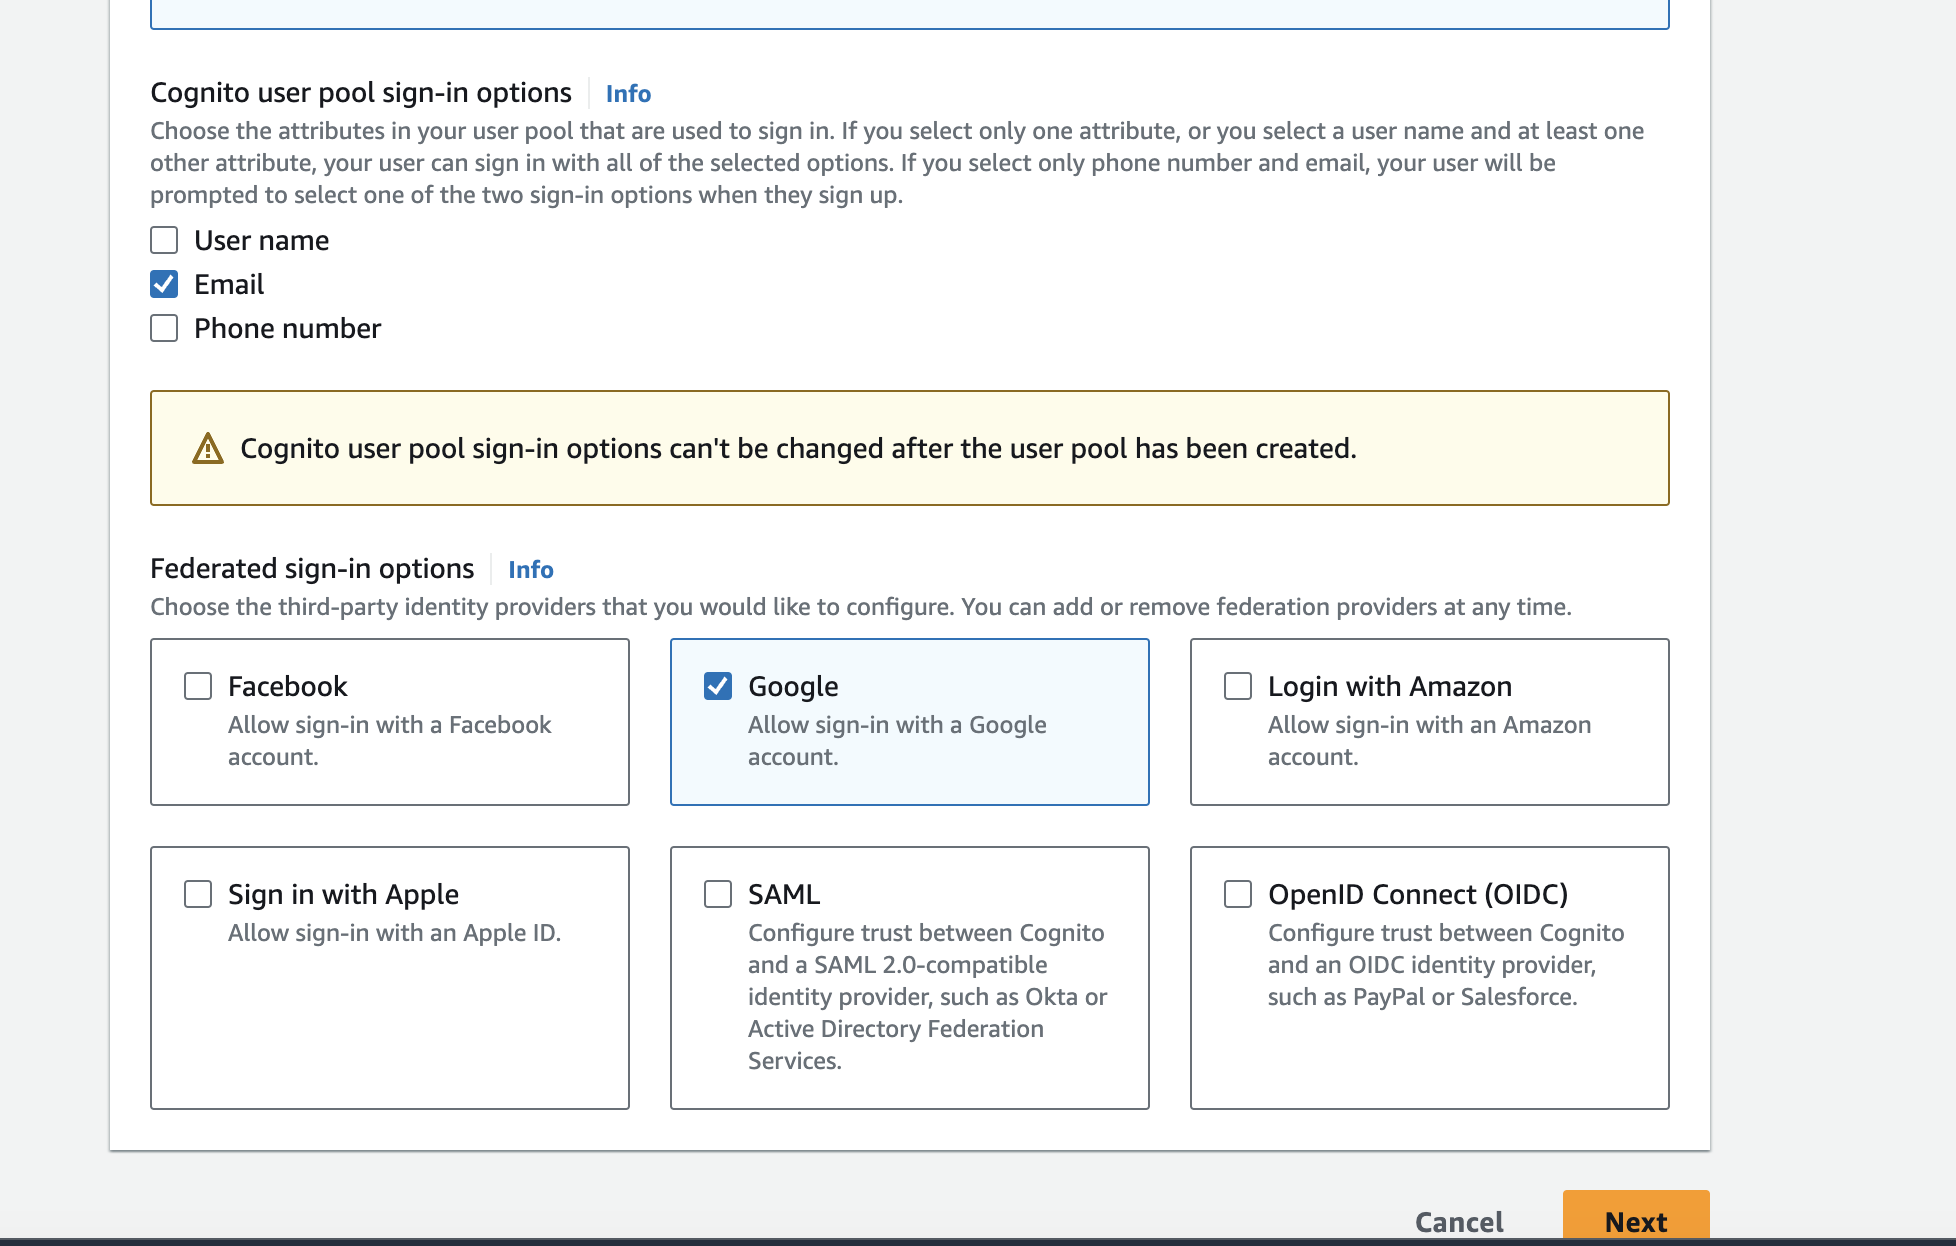 Cognito user pool sign-in options Info
Choose the attributes in your user pool that are used to sign in. If you select only one attribute, or you select a user name and at least one
other attribute, your user can sign in with all of the selected options. If you select only phone number and email, your user will be
prompted to select one of the two sign-in options when they sign up.
User name
Email
Phone number
Cognito user pool sign-in options can't be changed after the user pool has been created.
Federated sign-in options Info
Choose the third-party identity providers that you would like to configure. You can add or remove federation providers at any time.
Facebook
Allow sign-in with a Facebook
account.
Google
Allow sign-in with a Google
account.
Login with Amazon
Allow sign-in with an Amazon
account.
Sign in with Apple
Allow sign-in with an Apple ID.
SAML
Configure trust between Cognito
and a SAML 2.0-compatible
identity provider, such as Okta or
Active Directory Federation
Services.
OpenID Connect (OIDC)
Configure trust between Cognito
and an OIDC identity provider,
such as PayPal or Salesforce.
Cancel
Next